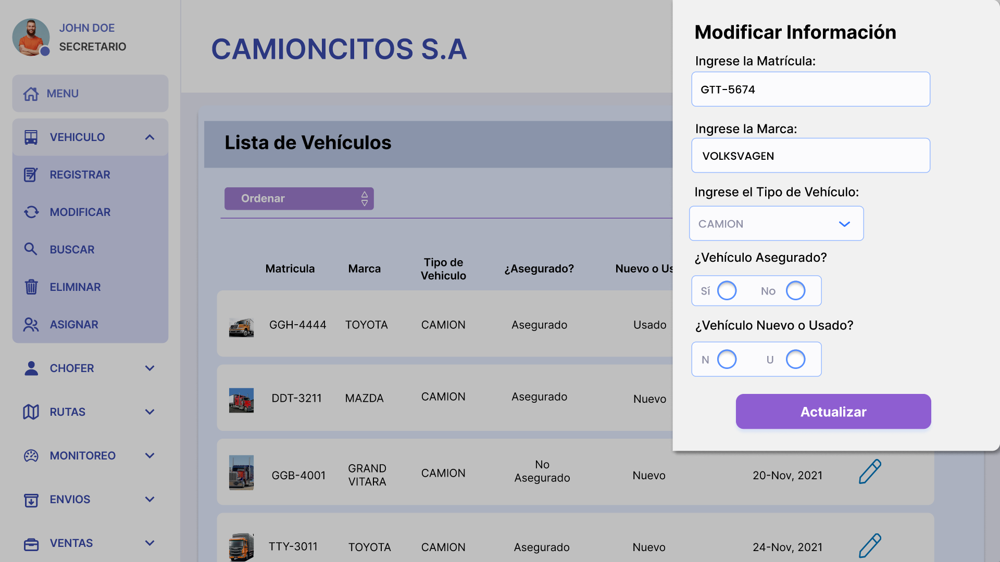 JOHN DOE
SECRETARIO
MENU
VEHICULO
REGISTRAR
MODIFICAR
BUSCAR
ELIMINAR
ASIGNAR
CHOFER
RUTAS
MONITOREO
ENVIOS
VENTAS
CAMIONCITOS S.A
Lista de Vehículos
Ordenar
Matricula Marca Tipo de Vehiculo ¿Asegurado? Nuevo o Us
GGH-4444 TOYOTA CAMION Asegurado Usado
DDT-3211 MAZDA CAMION Asegurado Nuevo
GGB-4001 GRAND VITARA CAMION No Asegurado Nuevo 20-Nov, 2021
TTY-3011 TOYOTA CAMION Asegurado Nuevo 24-Nov, 2021
Modificar Información
Ingrese la Matrícula:
GTT-5674
Ingrese la Marca:
VOLKSVAGEN
Ingrese el Tipo de Vehículo:
CAMION
¿Vehículo Asegurado?
Sí No
¿Vehículo Nuevo o Usado?
N U
Actualizar